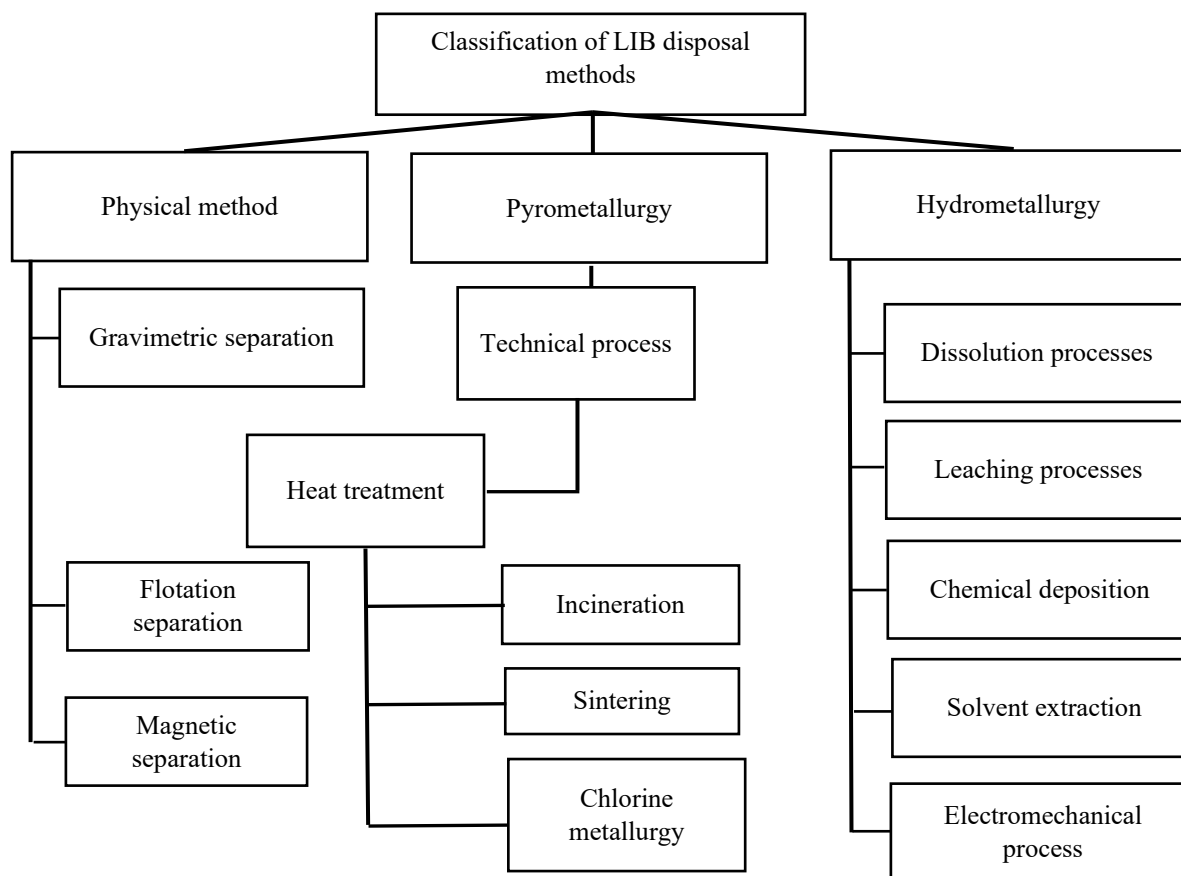 Classification of LIB disposal
methods
Physical method
Pyrometallurgy
Hydrometallurgy
Gravimetric separation
Technical process
Dissolution processes
Heat treatment
Leaching processes
Flotation
separation
Incineration
Chemical deposition
Magnetic
separation
Sintering
Solvent extraction
Chlorine
metallurgy
Electromechanical
process